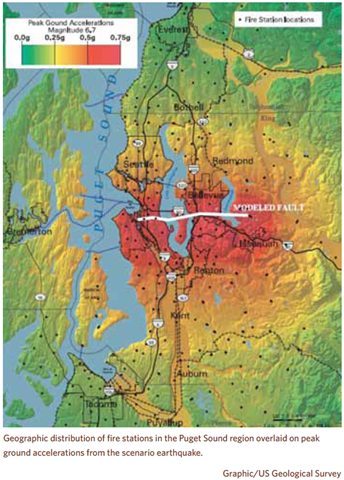 Peak Gound Accelerations
Magnitude 6.7
0.0g 0,25g 0.5g 0.75g
• Fire Station locations
Everett
PUGET SOUND
Bothell
King
Seattle
Redmond
Bellevue
MODELED FAULT
Bremerton
Issaquah
Renton
Kent
Auburn
Tacoma
Puyallup
Geographic distribution of fire stations in the Puget Sound region overlaid on peak
ground accelerations from the scenario earthquake.
Graphic/US Geological Survey